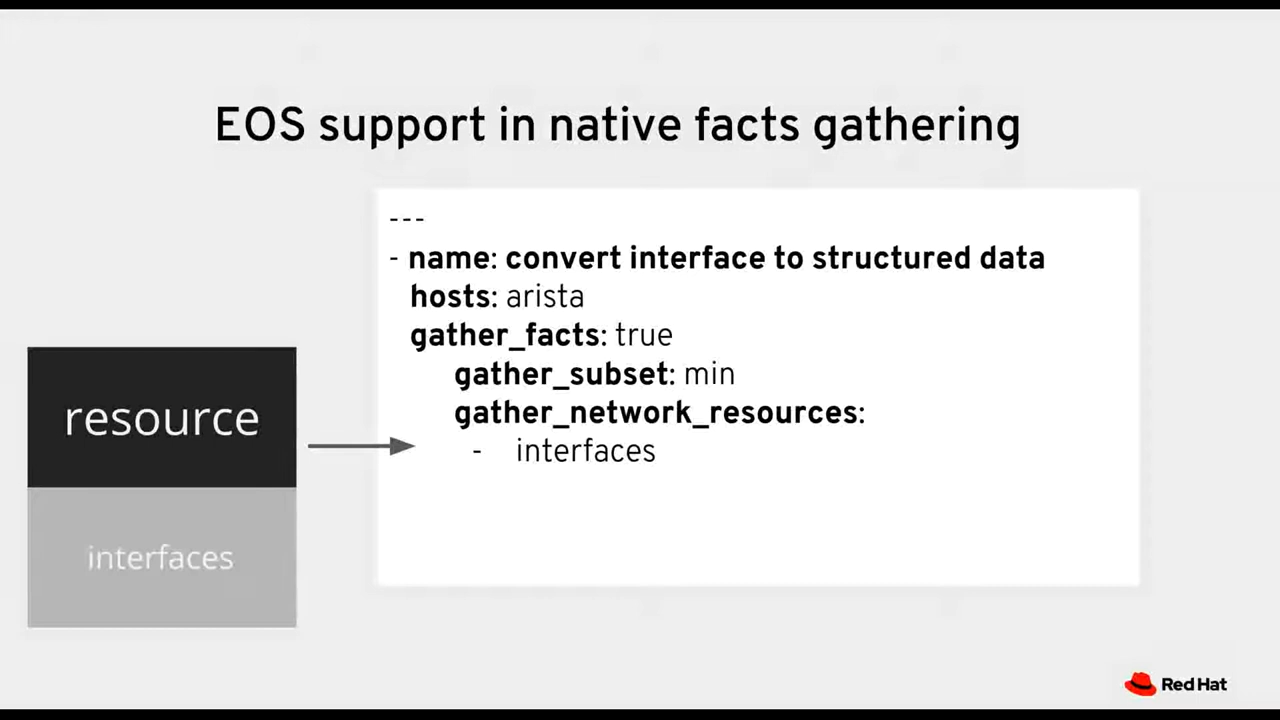 EOS support in native facts gathering
---
- name: convert interface to structured data
hosts: arista
gather_facts: true
gather_subset: min
gather_network_resources:
- interfaces
resource
interfaces
Red Hat